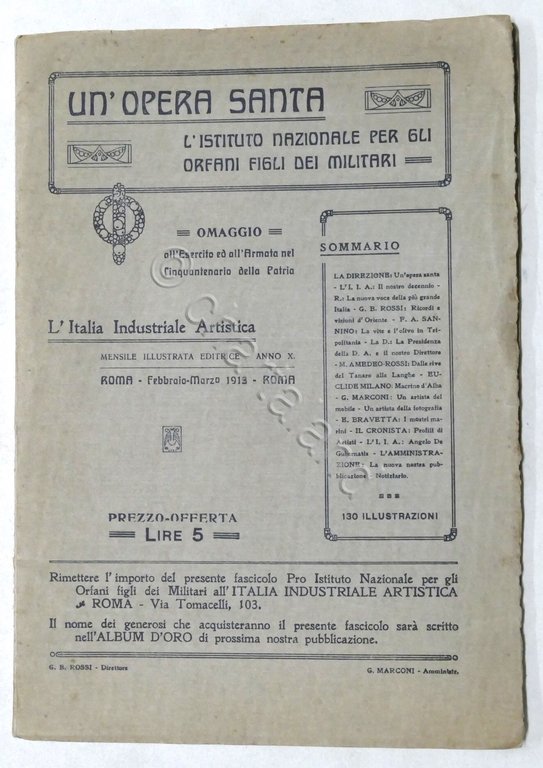 UN' OPERA SANTA
L'ISTITUTO NAZIONALE PER GLI
ORFANI FIGLI DEI MILITARI
OMAGGIO
all'Esercito ed all'Armata nel
Cinquantenario della Patria
L'Italia Industriale Artistica
MENSILE ILLUSTRATA EDITRICE - ANNO X.
ROMA - Febbraio-Marzo 1913 - ROMA
PREZZO-OFFERTA
LIRE 5
SOMMARIO
LA DIREZIONE: Un'opera santa
- L'I. I. A.: Il nostro decennio -
R.: La nuova voce della più grande
Italia - G. B. ROSSI: Ricordi e
visioni d'Oriente - F. A. SAN-
NINO: La vite e l'olivo in Tri-
politania - La D.: La Presidenza
della D. A. e il nostro Direttore
- M. AMEDEO-ROSSI: Dalle rive
del Tanaro alle Langhe - EU-
CLIDE MILANO: Macrino d'Alba
- G. MARCONI: Un artista del
mobile - Un artista della fotografia
- E. BRAVETTA: I nostri ma-
rini - IL CRONISTA: Profili di
Artisti - L'I. I. A.: Angelo De
Gubernatis - L'AMMINISTRA-
ZIONE: La nuova nostra pub-
blicazione - Notiziario.
130 ILLUSTRAZIONI
Rimettere l'importo del presente fascicolo Pro Istituto Nazionale per gli
Orfani figli dei Militari all'ITALIA INDUSTRIALE ARTISTICA
ROMA - Via Tomacelli, 103.
Il nome dei generosi che acquisteranno il presente fascicolo sarà scritto
nell'ALBUM D'ORO di prossima nostra pubblicazione.
G. B. ROSSI - Direttore
G. MARCONI - Amministr.